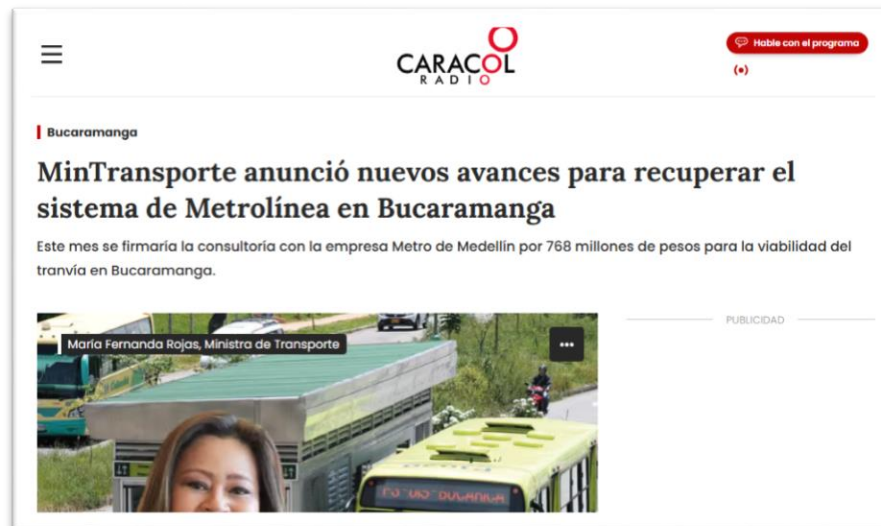 CARACOL
RADIO
Hable con el programa
Bucaramanga
MinTransporte anunció nuevos avances para recuperar el
sistema de Metrolínea en Bucaramanga
Este mes se firmaría la consultoría con la empresa Metro de Medellín por 768 millones de pesos para la viabilidad del
tranvía en Bucaramanga.
PUBLICIDAD
María Fernanda Rojas, Ministra de Transporte